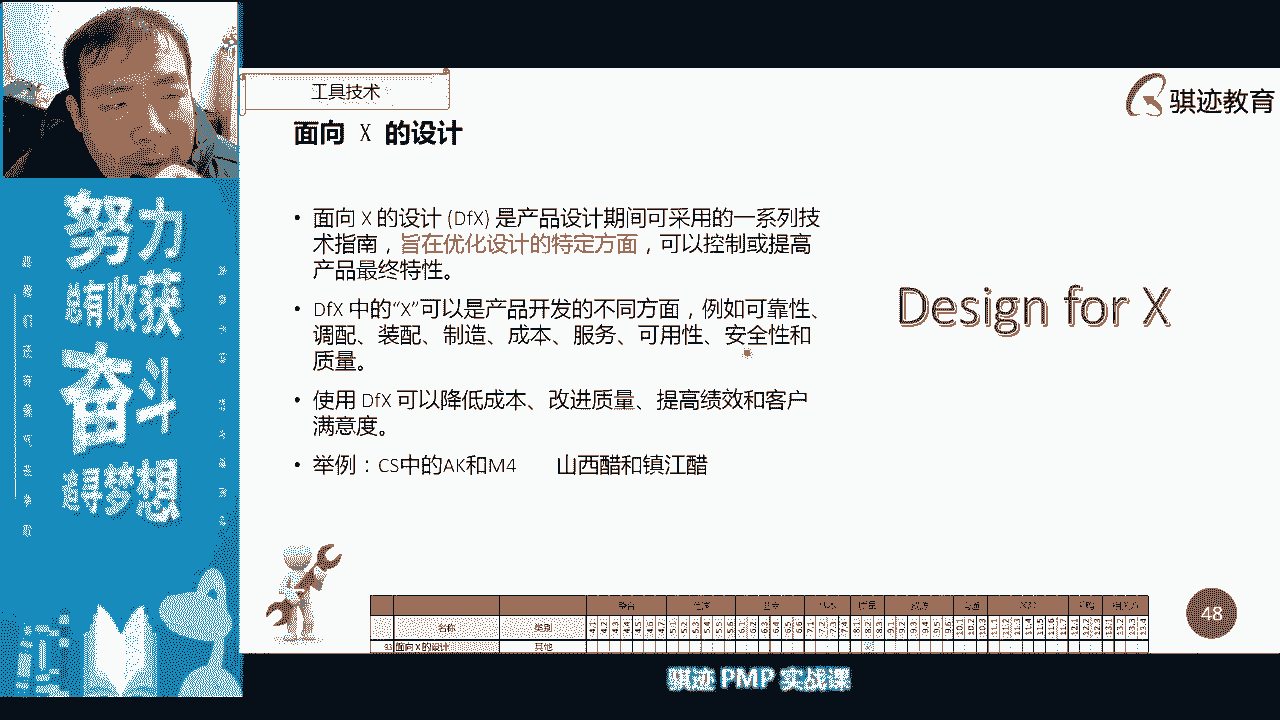 工具技术
骐迹教育
面向 X 的设计
• 面向 X 的设计 (DfX) 是产品设计期间可采用的一系列技
术指南，旨在优化设计的特定方面，可以控制或提高
产品最终特性。
• DfX 中的“X”可以是产品开发的不同方面，例如可靠性、
调配、装配、制造、成本、服务、可用性、安全性和
质量。
• 使用 DfX 可以降低成本、改进质量、提高绩效和客户
满意度。
• 举例：CS中的AK和M4 山西醋和镇江醋
Design for X
努力
总有收获
奋斗
追寻梦想
名称 类别
93 面向X的设计 其他
48
骐迹 PMP 实战课